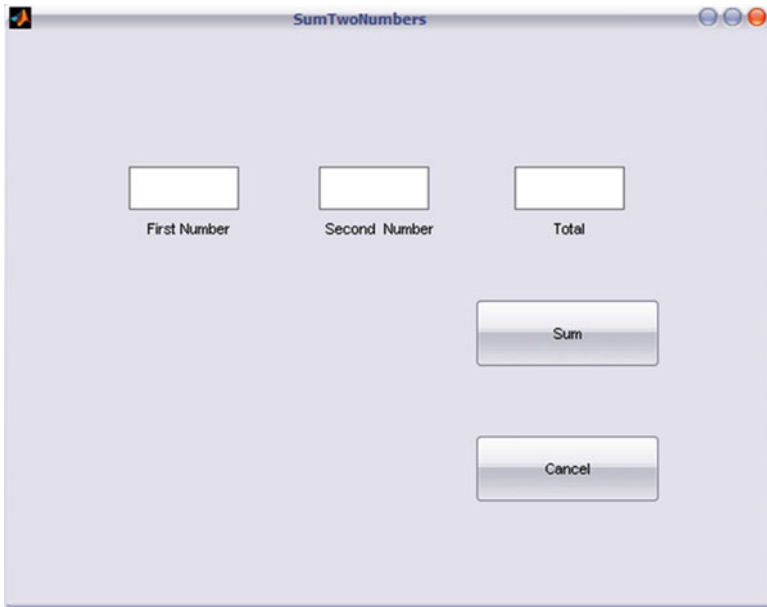 SumTwoNumbers
First Number
Second Number
Total
Sum
Cancel